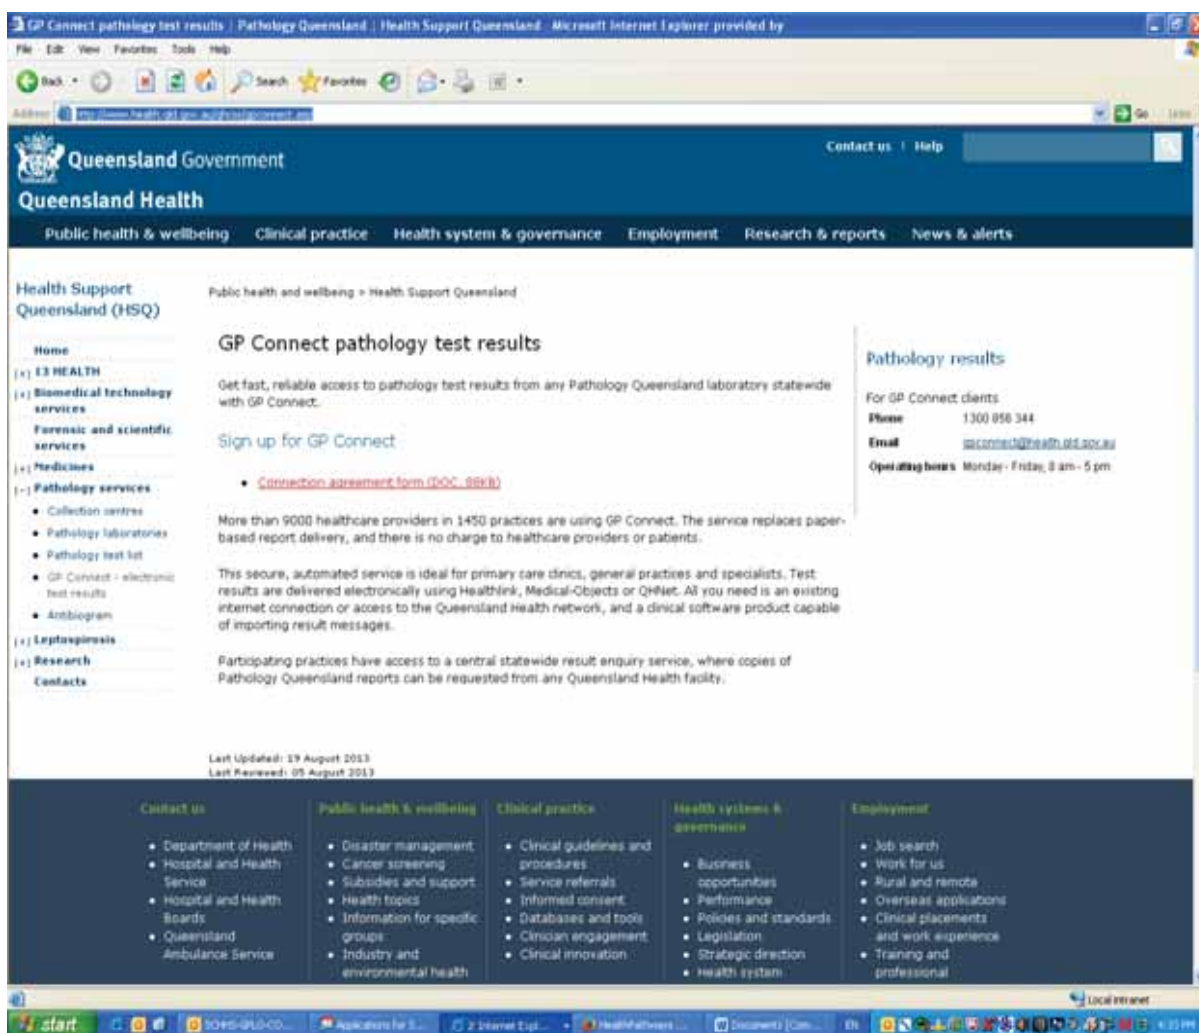 GP Connect pathology test results | Pathology Queensland | Health Support Queensland - Microsoft Internet Explorer provided by
File Edit View Favorites Tools Help
Back Search Favorites
Address
Go Links
Queensland Government
Contact us | Help
Queensland Health
Public health & wellbeing Clinical practice Health system & governance Employment Research & reports News & alerts
Health Support
Queensland (HSQ)
Home
[+] 13 HEALTH
[+] Biomedical technology
services
Forensic and scientific
services
[+] Medicines
[-] Pathology services
• Collection centres
• Pathology laboratories
• Pathology test list
• GP Connect - electronic
test results
• Antibiogram
[+] Leptospirosis
[+] Research
Contacts
Public health and wellbeing > Health Support Queensland
GP Connect pathology test results
Get fast, reliable access to pathology test results from any Pathology Queensland laboratory statewide
with GP Connect.
Sign up for GP Connect
• Connection agreement form (DOC, 88KB)
More than 9000 healthcare providers in 1450 practices are using GP Connect. The service replaces paper-
based report delivery, and there is no charge to healthcare providers or patients.
This secure, automated service is ideal for primary care clinics, general practices and specialists. Test
results are delivered electronically using Healthlink, Medical-Objects or QHNet. All you need is an existing
internet connection or access to the Queensland Health network, and a clinical software product capable
of importing result messages.
Participating practices have access to a central statewide result enquiry service, where copies of
Pathology Queensland reports can be requested from any Queensland Health facility.
Last Updated: 19 August 2013
Last Reviewed: 05 August 2013
Pathology results
For GP Connect clients
Phone 1300 856 344
Email gpconnect@health.qld.gov.au
Operating hours Monday - Friday, 8 am - 5 pm
Contact us
• Department of Health
• Hospital and Health
Service
• Hospital and Health
Boards
• Queensland
Ambulance Service
Public health & wellbeing
• Disaster management
• Cancer screening
• Subsidies and support
• Health topics
• Information for specific
groups
• Industry and
environmental health
Clinical practice
• Clinical guidelines and
procedures
• Service referrals
• Informed consent
• Databases and tools
• Clinician engagement
• Clinical innovation
Health systems &
governance
• Business
opportunities
• Performance
• Policies and standards
• Legislation
• Strategic direction
• Health system
Employment
• Job search
• Work for us
• Rural and remote
• Overseas applications
• Clinical placements
and work experience
• Training and
professional
Local intranet
start